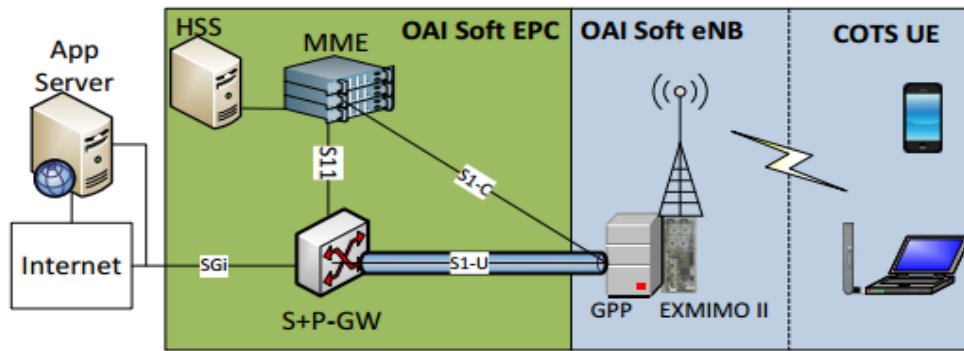 HSS
MME
OAI Soft EPC
OAI Soft eNB
COTS UE
App
Server
S11
S1-C
Internet
SGi
S1-U
S+P-GW
GPP
EXMIMO II